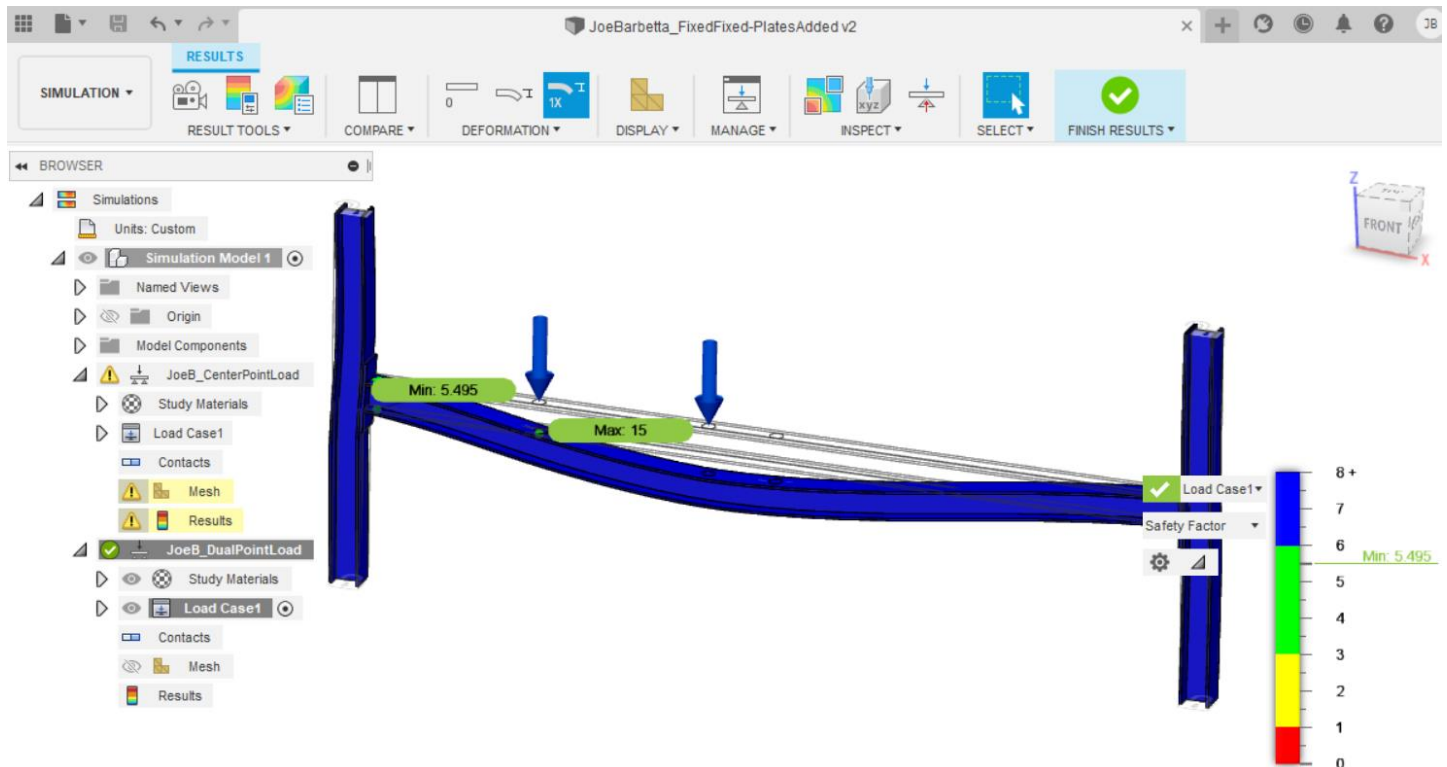 JoeBarbetta_FixedFixed-PlatesAdded v2
JB
RESULTS
SIMULATION
0
1X
xyz
RESULT TOOLS
COMPARE
DEFORMATION
DISPLAY
MANAGE
INSPECT
SELECT
FINISH RESULTS
BROWSER
Simulations
Units: Custom
Simulation Model 1
Named Views
Origin
Model Components
JoeB_CenterPointLoad
Study Materials
Load Case1
Contacts
Mesh
Results
JoeB_DualPointLoad
Study Materials
Load Case1
Contacts
Mesh
Results
Z
FRONT
X
Min: 5.495
Max: 15
Load Case1
Safety Factor
8 +
7
6
Min: 5.495
5
4
3
2
1
0